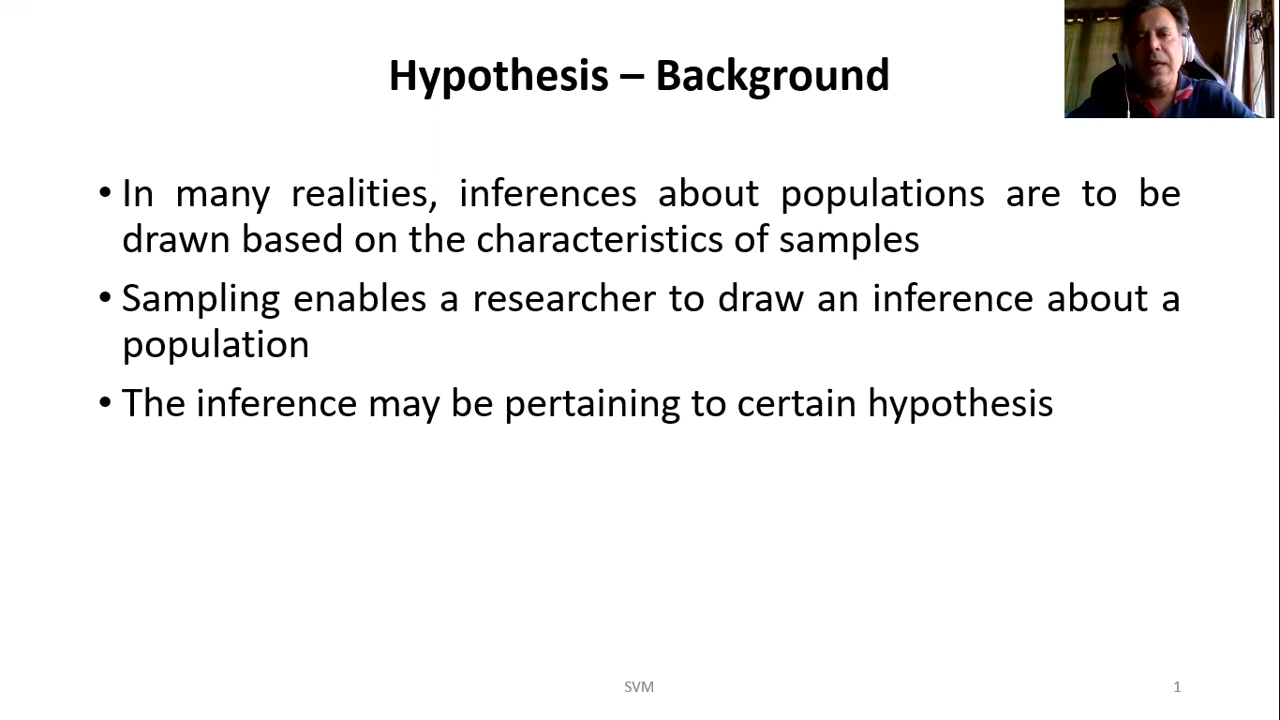 Hypothesis – Background
• In many realities, inferences about populations are to be
drawn based on the characteristics of samples
• Sampling enables a researcher to draw an inference about a
population
• The inference may be pertaining to certain hypothesis
SVM
1